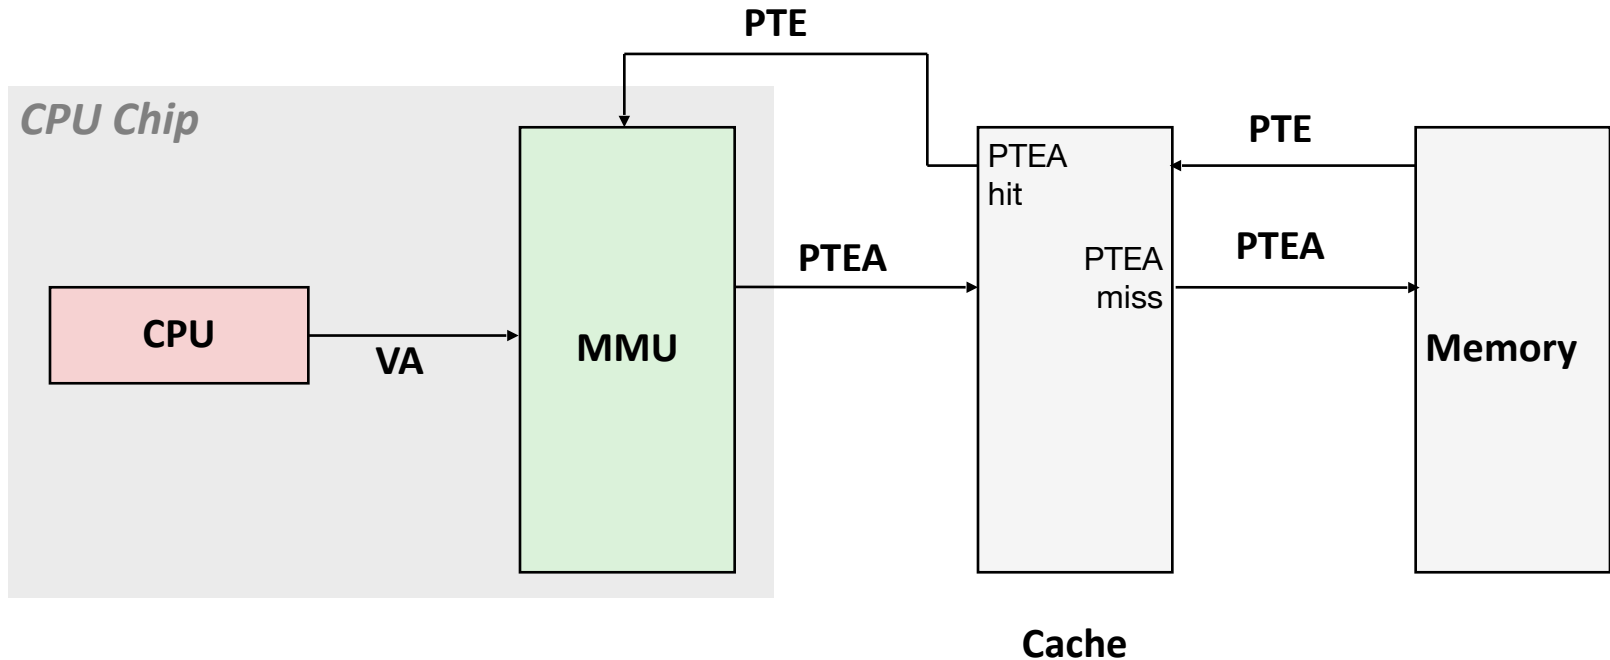 PTE
CPU Chip
PTEA
hit
PTE
PTEA
PTEA
miss
PTEA
CPU
VA
MMU
Memory
Cache